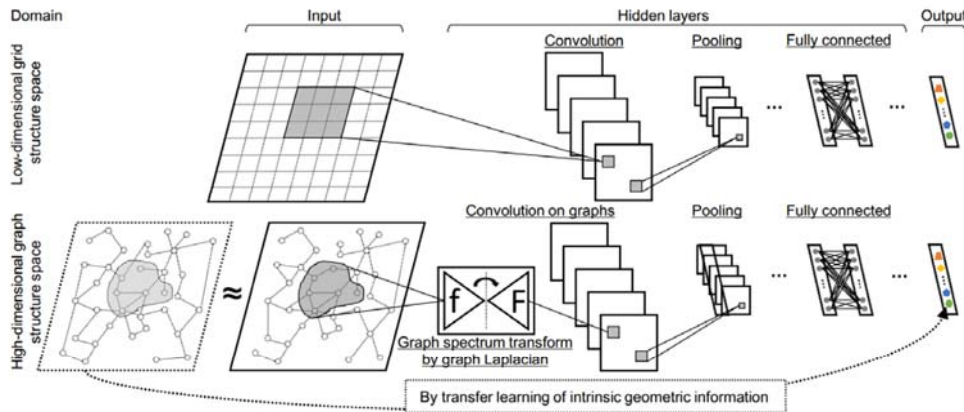 Domain Input Hidden layers Output
Convolution Pooling Fully connected
Low-dimensional grid
structures space
... ...
Convolution on graphs Pooling Fully connected
High-dimensional graph
structure space
≈ f F ... ...
Graph spectrum transform
by graph Laplacian
By transfer learning of intrinsic geometric information